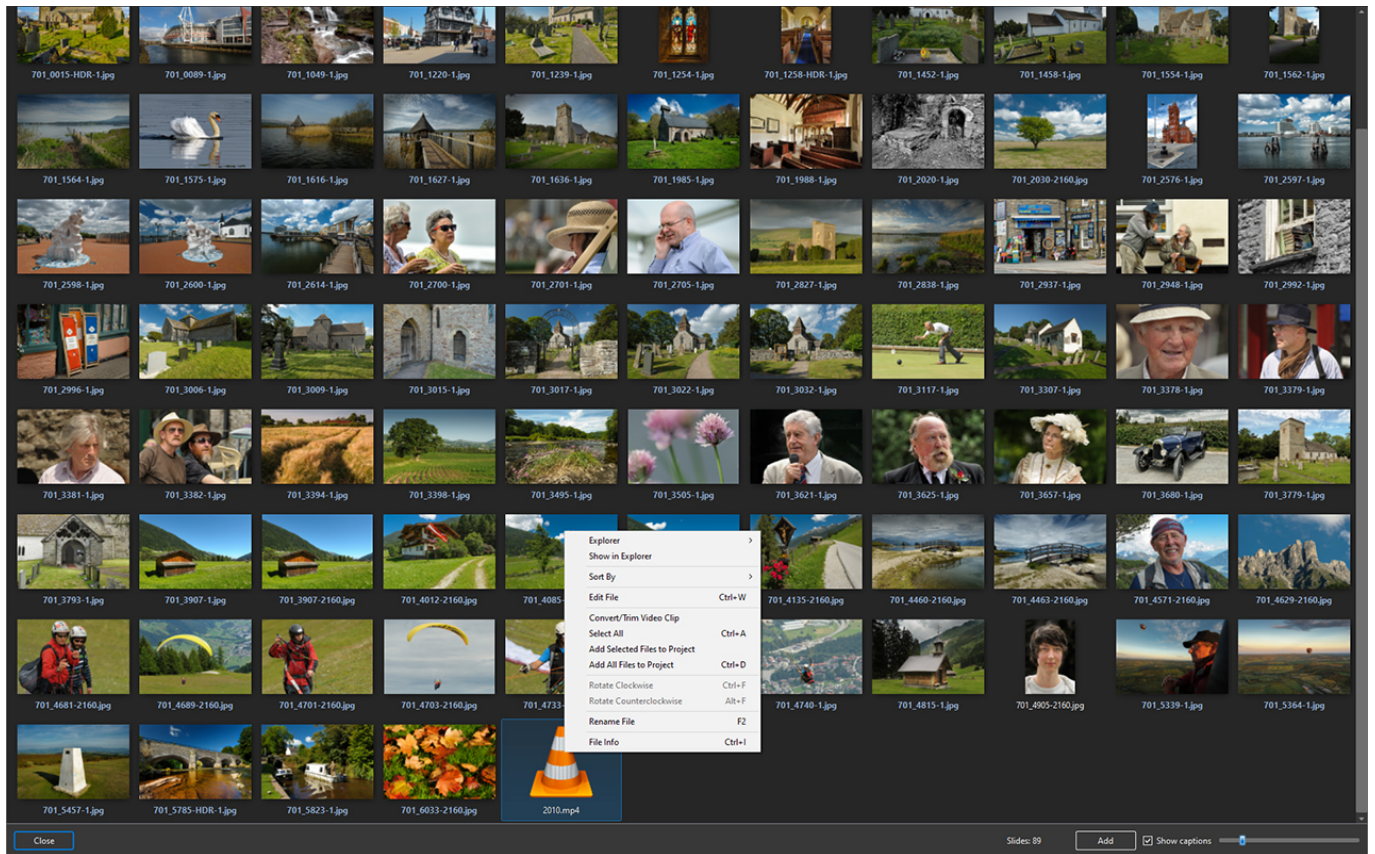 701_0015-HDR-1.jpg 701_0089-1.jpg 701_1049-1.jpg 701_1220-1.jpg 701_1239-1.jpg 701_1254-1.jpg 701_1258-HDR-1.jpg 701_1452-1.jpg 701_1458-1.jpg 701_1554-1.jpg 701_1562-1.jpg
701_1564-1.jpg 701_1575-1.jpg 701_1616-1.jpg 701_1627-1.jpg 701_1636-1.jpg 701_1985-1.jpg 701_1988-1.jpg 701_2020-1.jpg 701_2030-2160.jpg 701_2576-1.jpg 701_2597-1.jpg
701_2598-1.jpg 701_2600-1.jpg 701_2614-1.jpg 701_2700-1.jpg 701_2701-1.jpg 701_2705-1.jpg 701_2827-1.jpg 701_2838-1.jpg 701_2937-1.jpg 701_2948-1.jpg 701_2992-1.jpg
701_2996-1.jpg 701_3006-1.jpg 701_3009-1.jpg 701_3015-1.jpg 701_3017-1.jpg 701_3022-1.jpg 701_3032-1.jpg 701_3117-1.jpg 701_3307-1.jpg 701_3378-1.jpg 701_3379-1.jpg
701_3381-1.jpg 701_3382-1.jpg 701_3394-1.jpg 701_3398-1.jpg 701_3495-1.jpg 701_3505-1.jpg 701_3621-1.jpg 701_3625-1.jpg 701_3657-1.jpg 701_3680-1.jpg 701_3779-1.jpg
701_3793-1.jpg 701_3907-1.jpg 701_3907-2160.jpg 701_4012-2160.jpg 701_4085- 701_4135-2160.jpg 701_4460-2160.jpg 701_4463-2160.jpg 701_4571-2160.jpg 701_4629-2160.jpg
701_4681-2160.jpg 701_4689-2160.jpg 701_4701-2160.jpg 701_4703-2160.jpg 701_4733- 701_4740-1.jpg 701_4815-1.jpg 701_4905-2160.jpg 701_5339-1.jpg 701_5364-1.jpg
701_5457-1.jpg 701_5785-HDR-1.jpg 701_5823-1.jpg 701_6033-2160.jpg 2010.mp4
Explorer
Show in Explorer
Sort By
Edit File Ctrl+W
Convert/Trim Video Clip
Select All Ctrl+A
Add Selected Files to Project
Add All Files to Project Ctrl+D
Rotate Clockwise Ctrl+F
Rotate Counterclockwise Alt+F
Rename File F2
File Info Ctrl+I
Close Slides: 89 Add Show captions